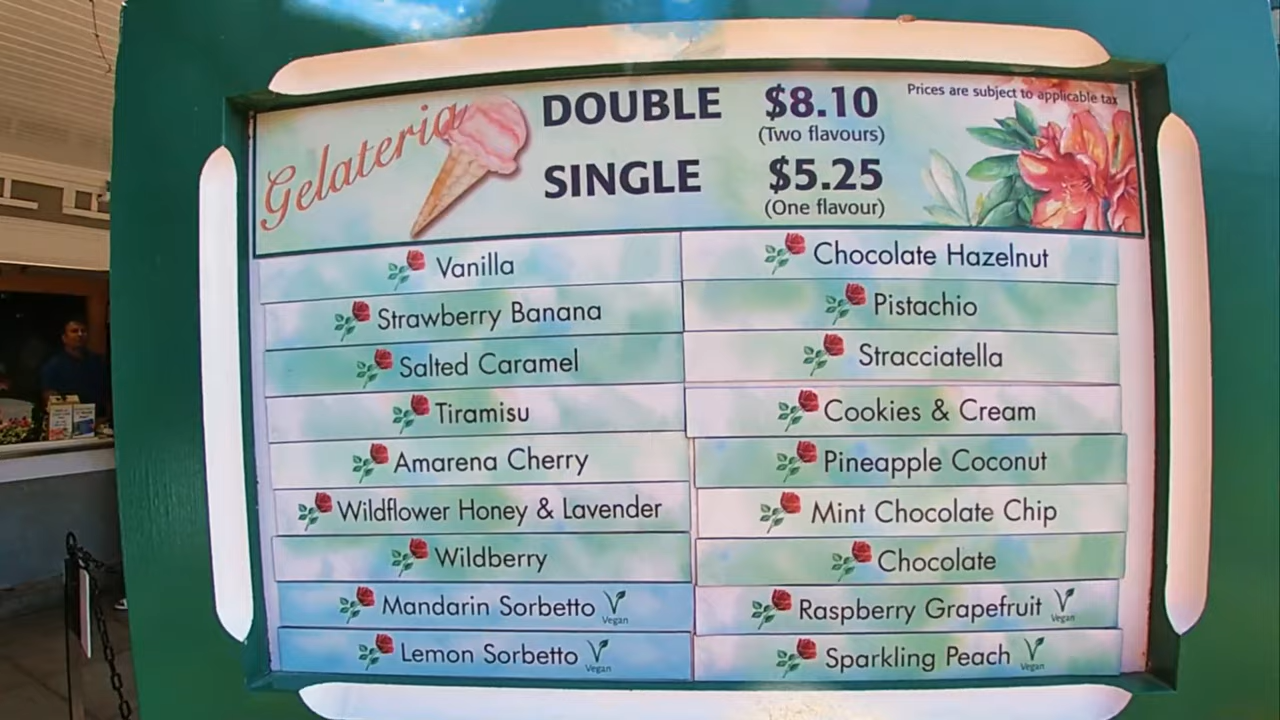 Gelateria
DOUBLE $8.10
(Two flavours)
SINGLE $5.25
(One flavour)
Prices are subject to applicable tax
Vanilla
Strawberry Banana
Salted Caramel
Tiramisu
Amarena Cherry
Wildflower Honey & Lavender
Wildberry
Mandarin Sorbetto Vegan
Lemon Sorbetto Vegan
Chocolate Hazelnut
Pistachio
Stracciatella
Cookies & Cream
Pineapple Coconut
Mint Chocolate Chip
Chocolate
Raspberry Grapefruit Vegan
Sparkling Peach Vegan